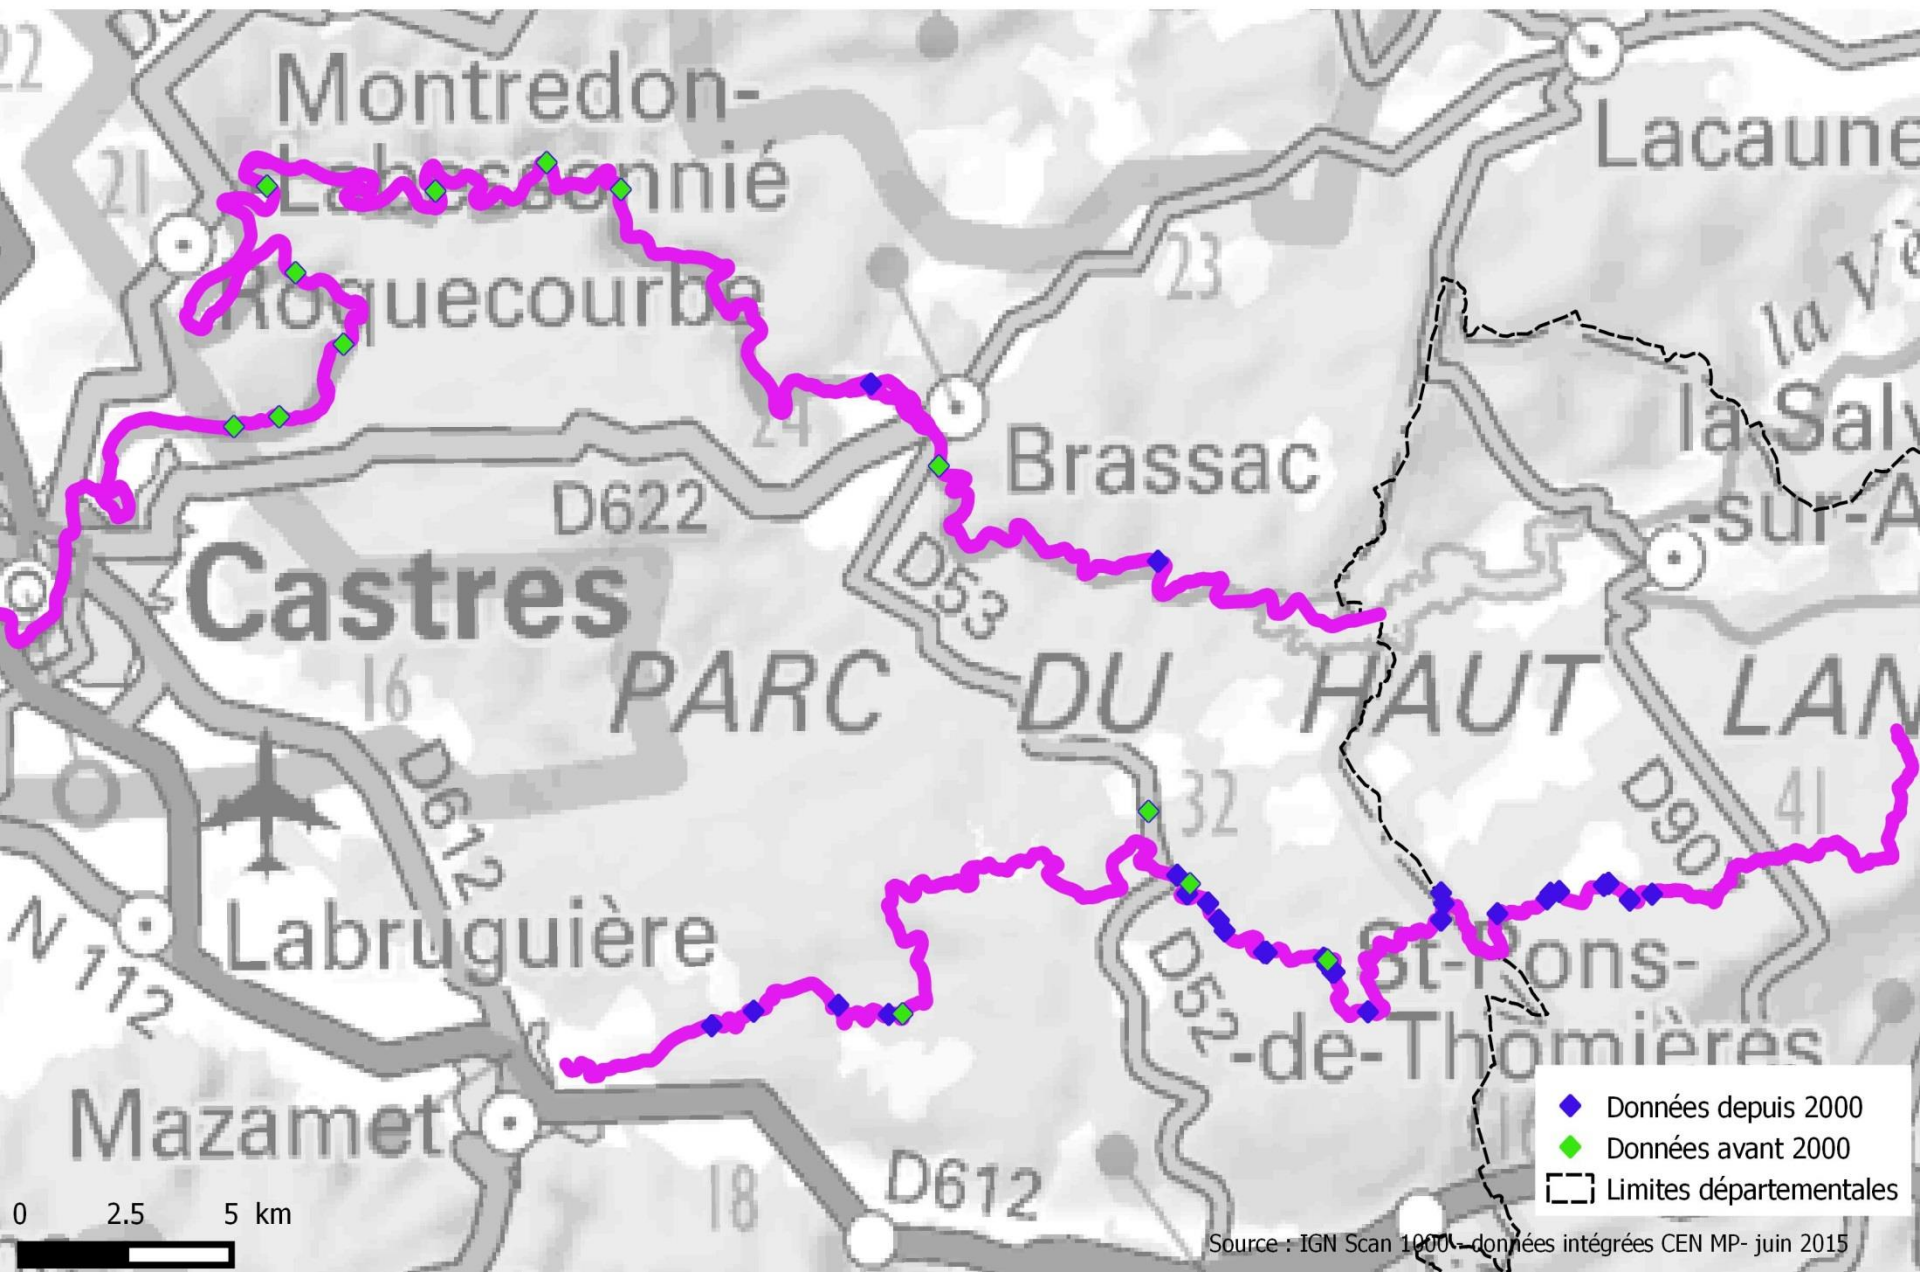 22
Montredon-
Labessonnié
21
Lacaune
Roquecourbe
23
la Vè
24
Brassac
la Salv
-sur-A
D622
D53
Castres
16
PARC DU HAUT LAN
D612
32
D90
41
N 112
Labruguière
D52
St-Pons-
-de-Thomières
Mazamet
18
D612
Données depuis 2000
Données avant 2000
Limites départementales
0 2.5 5 km
Source : IGN Scan 1000 - données intégrées CEN MP- juin 2015